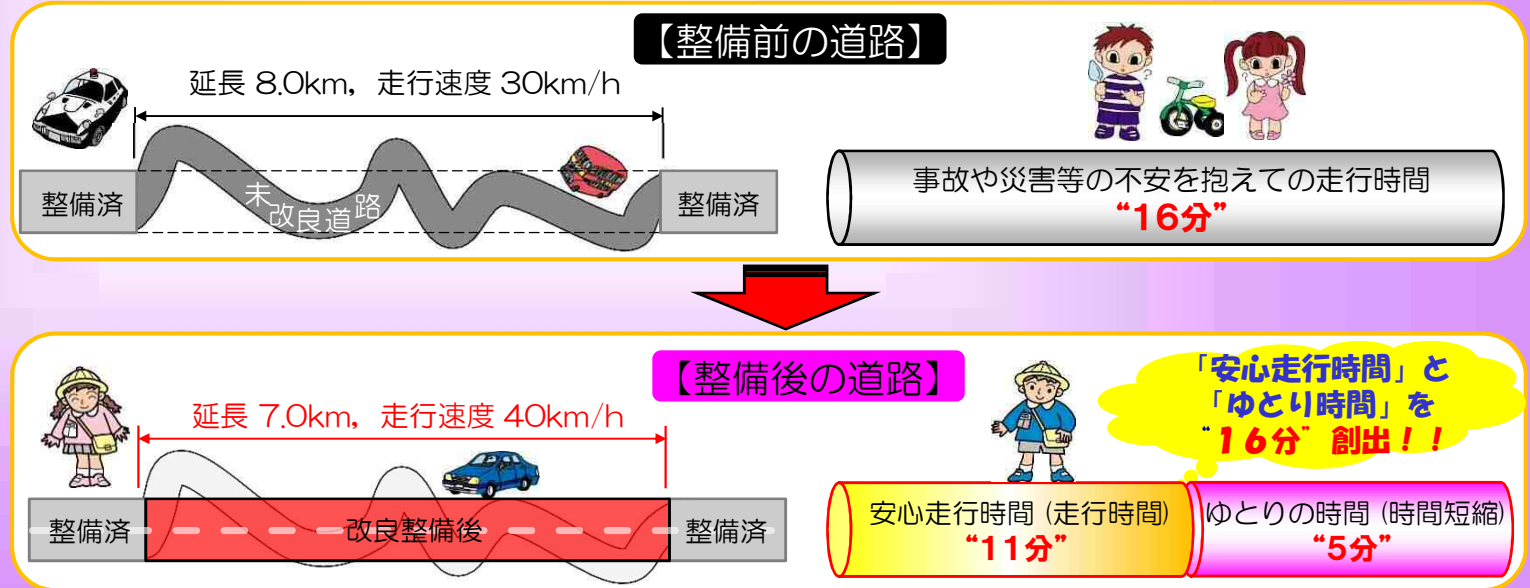 【整備前の道路】
延長 8.0km，走行速度 30km/h
整備済
未改良道路
整備済
事故や災害等の不安を抱えての走行時間
“16分”
【整備後の道路】
延長 7.0km，走行速度 40km/h
整備済
改良整備後
整備済
「安心走行時間」と
「ゆとり時間」を
“16分”創出！！
安心走行時間（走行時間）
“11分”
ゆとりの時間（時間短縮）
“5分”